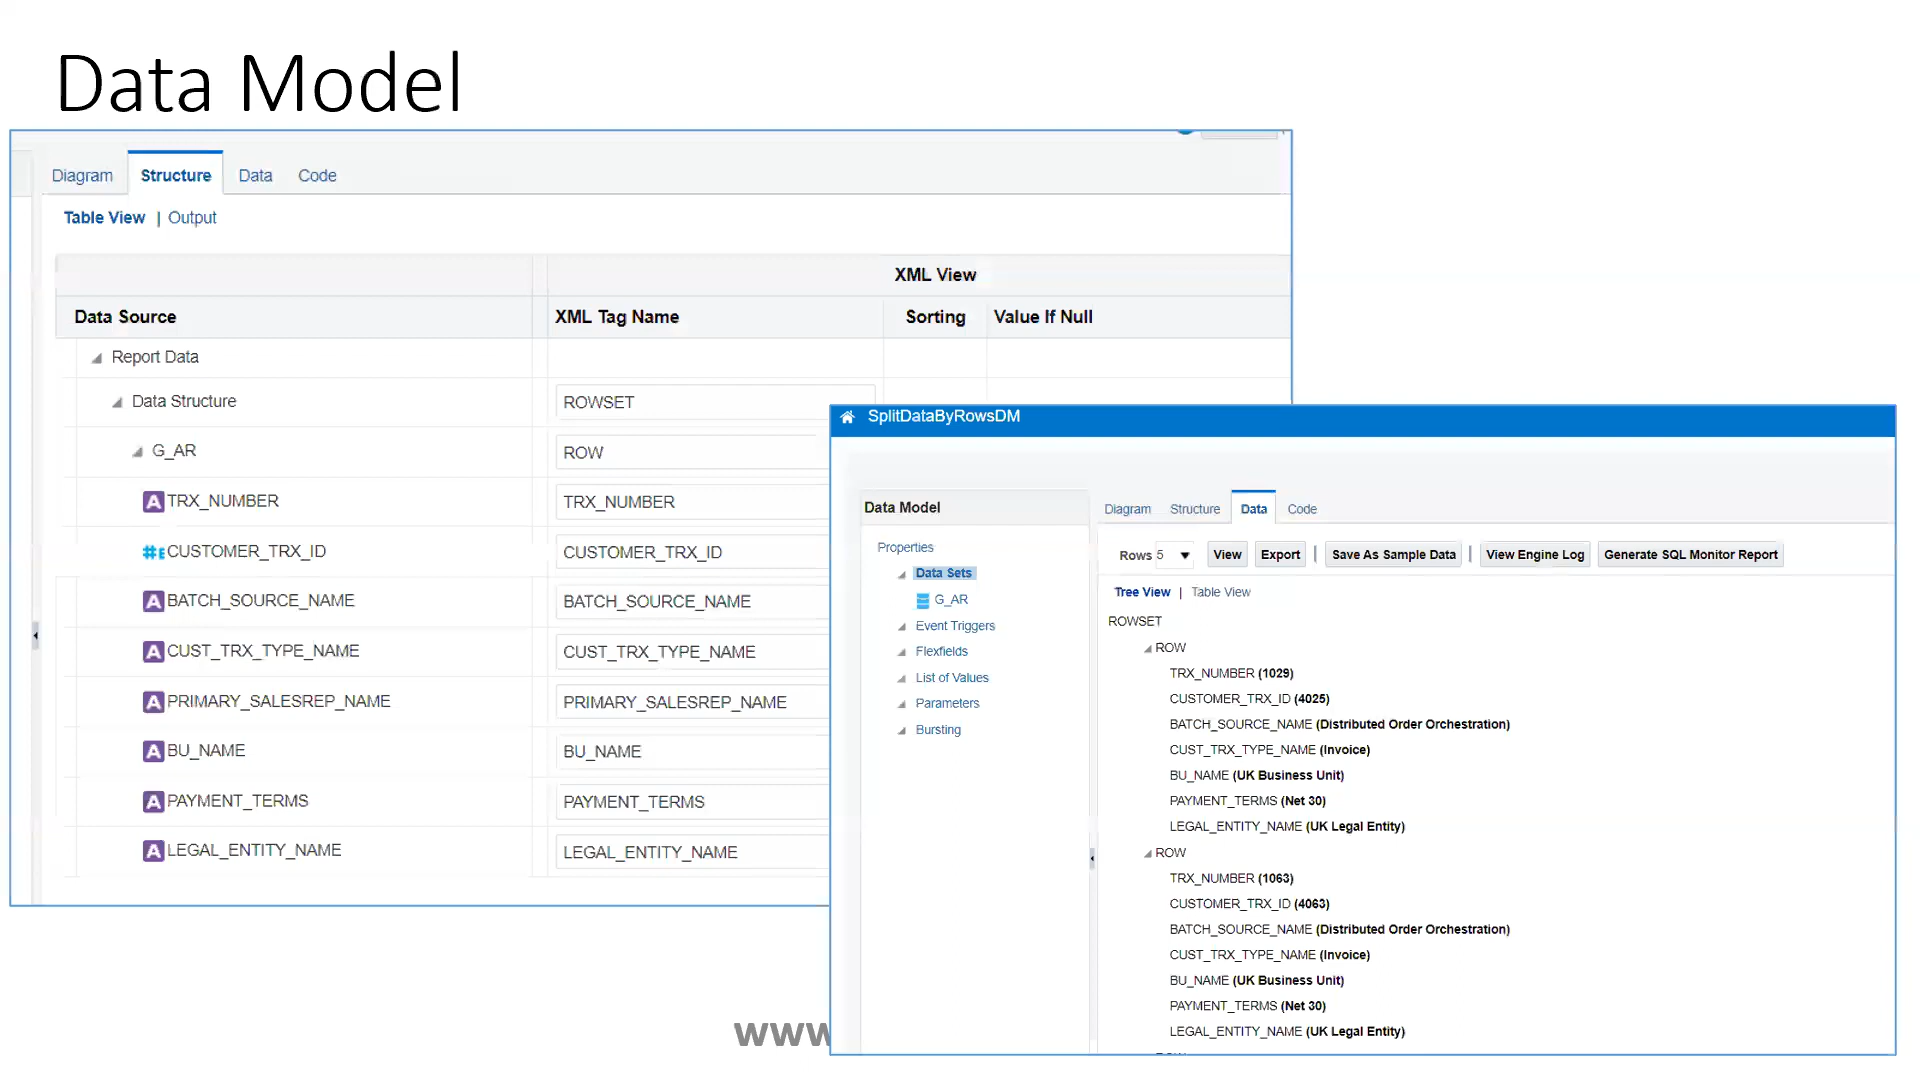 Data Model
Diagram Structure Data Code
Table View | Output
XML View
Data Source XML Tag Name Sorting Value If Null
Report Data
Data Structure ROWSET
G_AR ROW
TRX_NUMBER TRX_NUMBER
CUSTOMER_TRX_ID CUSTOMER_TRX_ID
BATCH_SOURCE_NAME BATCH_SOURCE_NAME
CUST_TRX_TYPE_NAME CUST_TRX_TYPE_NAME
PRIMARY_SALESREP_NAME PRIMARY_SALESREP_NAME
BU_NAME BU_NAME
PAYMENT_TERMS PAYMENT_TERMS
LEGAL_ENTITY_NAME LEGAL_ENTITY_NAME
SplitDataByRowsDM
Data Model
Properties
Data Sets
G_AR
Event Triggers
Flexfields
List of Values
Parameters
Bursting
Diagram Structure Data Code
Rows 5 View Export | Save As Sample Data | View Engine Log Generate SQL Monitor Report
Tree View | Table View
ROWSET
ROW
TRX_NUMBER (1029)
CUSTOMER_TRX_ID (4025)
BATCH_SOURCE_NAME (Distributed Order Orchestration)
CUST_TRX_TYPE_NAME (Invoice)
BU_NAME (UK Business Unit)
PAYMENT_TERMS (Net 30)
LEGAL_ENTITY_NAME (UK Legal Entity)
ROW
TRX_NUMBER (1063)
CUSTOMER_TRX_ID (4063)
BATCH_SOURCE_NAME (Distributed Order Orchestration)
CUST_TRX_TYPE_NAME (Invoice)
BU_NAME (UK Business Unit)
PAYMENT_TERMS (Net 30)
LEGAL_ENTITY_NAME (UK Legal Entity)
www